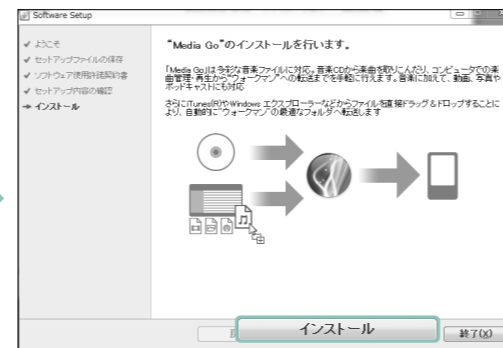 Software Setup
ようこそ
セットアップファイルの保存
ソフトウェア使用許諾契約書
セットアップ内容の確認
インストール
“Media Go”のインストールを行います。
「Media Go」は多彩な音楽ファイルに対応。音楽CDから楽曲を取りこんだり、コンピュータでの楽
曲管理・再生から“ウォークマン”への転送までを手軽に行えます。音楽に加えて、動画、写真や
ポッドキャストにも対応
さらにiTunes(R)やWindows エクスプローラーなどからファイルを直接ドラッグ＆ドロップすることに
より、自動的に“ウォークマン”の最適なフォルダへ転送します
インストール
終了(X)